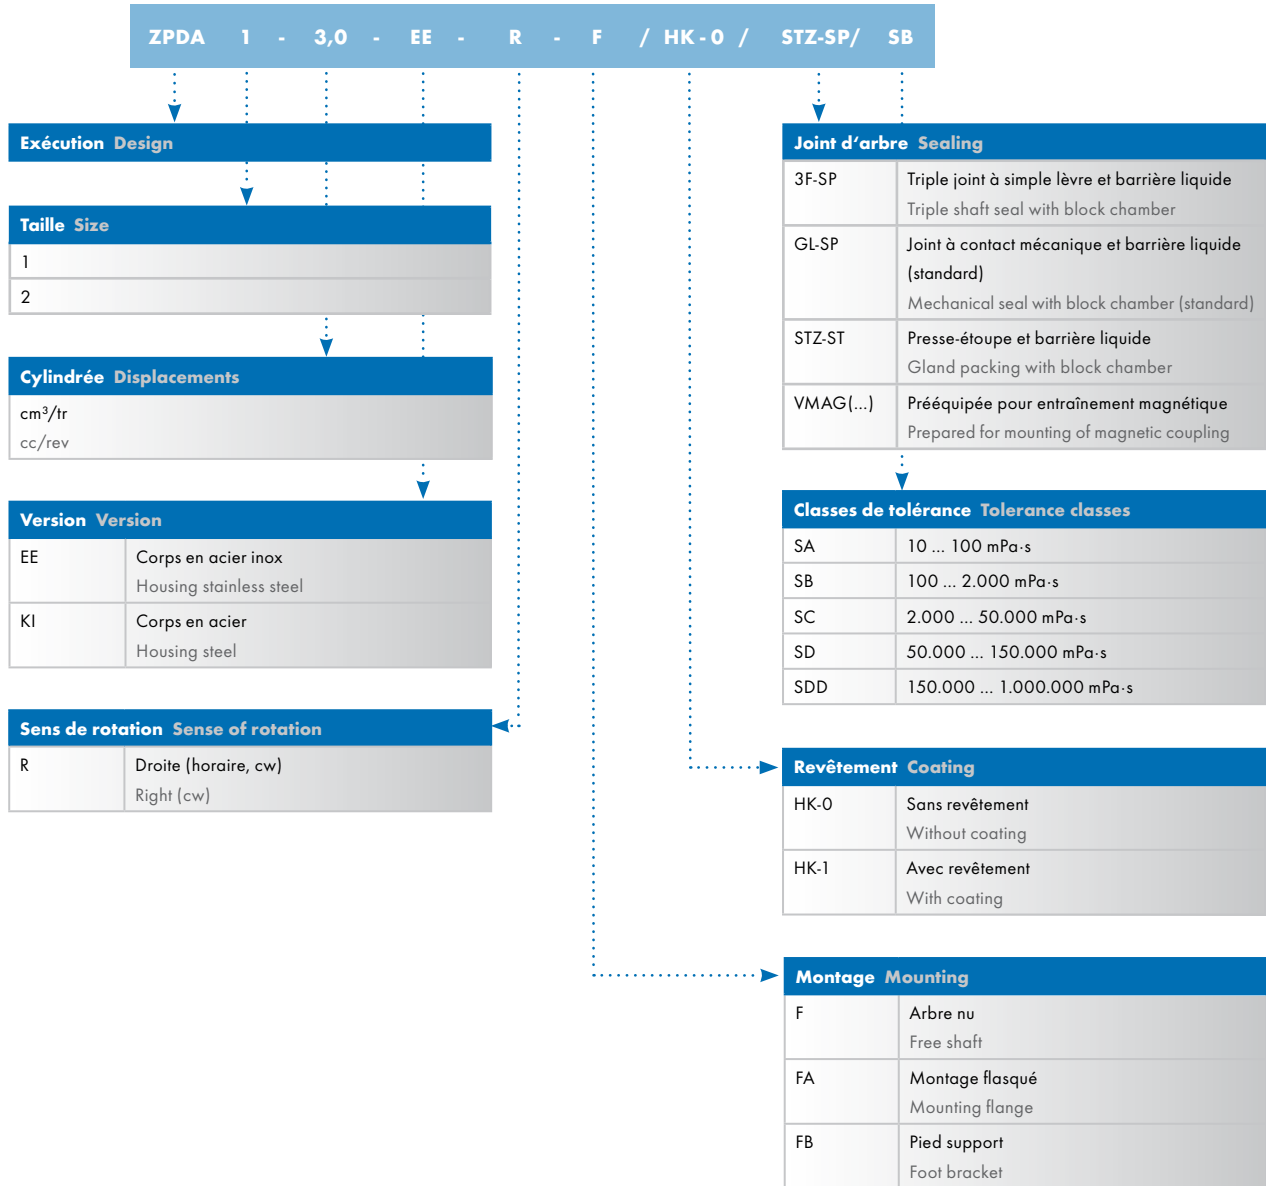 ZPDA 1 - 3,0 - EE - R - F / HK-0 / STZ-SP/ SB
Exécution Design
Taille Size
1
2
Cylindrée Displacements
cm³/tr
cc/rev
Version Version
EE Corps en acier inox
Housing stainless steel
KI Corps en acier
Housing steel
Sens de rotation Sense of rotation
R Droite (horaire, cw)
Right (cw)
Joint d‘arbre Sealing
3F-SP Triple joint à simple lèvre et barrière liquide
Triple shaft seal with block chamber
GL-SP Joint à contact mécanique et barrière liquide
(standard)
Mechanical seal with block chamber (standard)
STZ-ST Presse-étoupe et barrière liquide
Gland packing with block chamber
VMAG(...) Prééquipée pour entraînement magnétique
Prepared for mounting of magnetic coupling
Classes de tolérance Tolerance classes
SA 10 ... 100 mPa·s
SB 100 ... 2.000 mPa·s
SC 2.000 ... 50.000 mPa·s
SD 50.000 ... 150.000 mPa·s
SDD 150.000 ... 1.000.000 mPa·s
Revêtement Coating
HK-0 Sans revêtement
Without coating
HK-1 Avec revêtement
With coating
Montage Mounting
F Arbre nu
Free shaft
FA Montage flasqué
Mounting flange
FB Pied support
Foot bracket